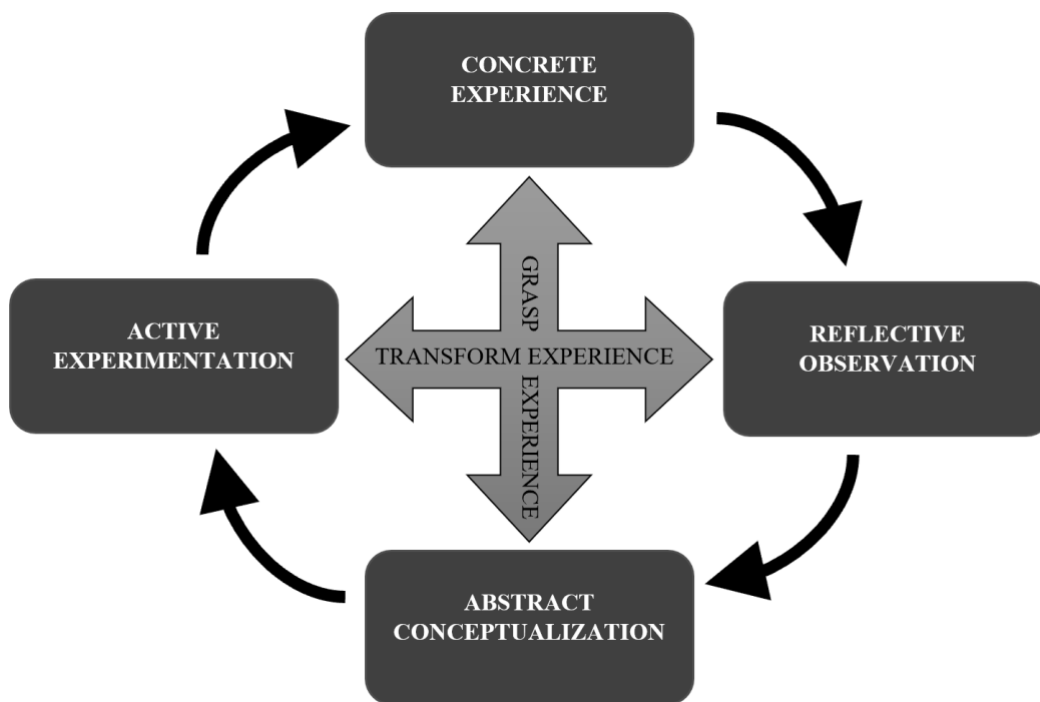 CONCRETE
EXPERIENCE
GRASP EXPERIENCE
TRANSFORM EXPERIENCE
ACTIVE
EXPERIMENTATION
REFLECTIVE
OBSERVATION
ABSTRACT
CONCEPTUALIZATION